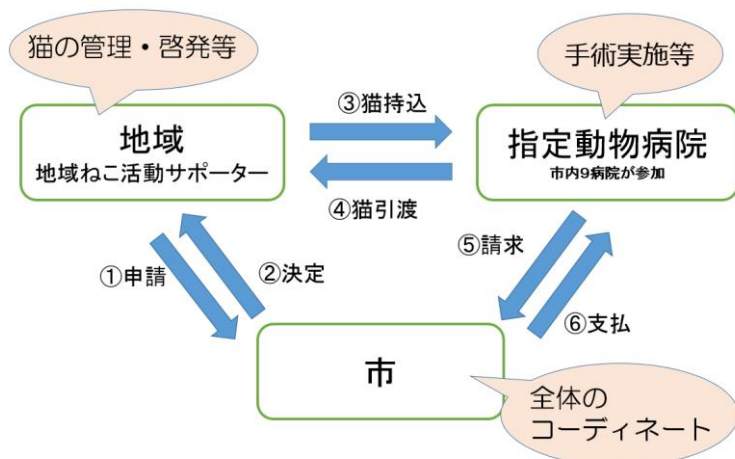 猫の管理・啓発等
手術実施等
地域
地域ねこ活動サポーター
③猫持込
指定動物病院
市内9病院が参加
④猫引渡
①申請
②決定
⑤請求
⑥支払
市
全体の
コーディネート